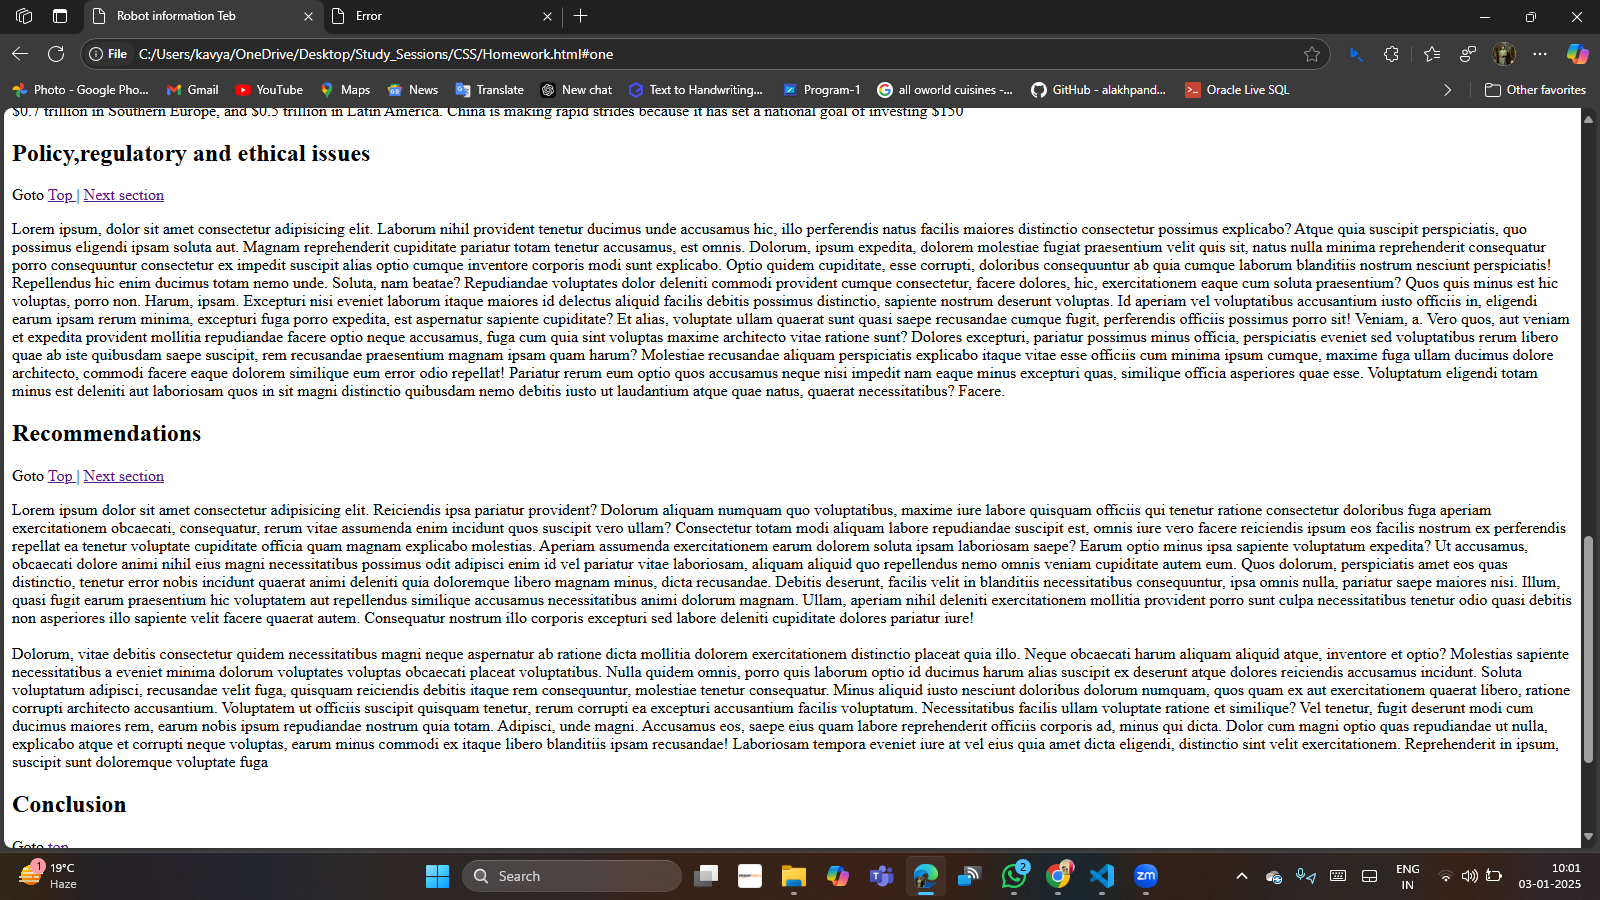 Robot information Teb
Error
File
C:/Users/kavya/OneDrive/Desktop/Study_Sessions/CSS/Homework.html#one
Photo - Google Pho...
Gmail
YouTube
Maps
News
Translate
New chat
Text to Handwriting...
Program-1
all oworld cuisines -...
GitHub - alakhpand...
Oracle Live SQL
Other favorites
$0.7 trillion in Southern Europe, and $0.5 trillion in Latin America. China is making rapid strides because it has set a national goal of investing $150
Policy,regulatory and ethical issues
Goto Top | Next section
Lorem ipsum, dolor sit amet consectetur adipisicing elit. Laborum nihil provident tenetur ducimus unde accusamus hic, illo perferendis natus facilis maiores distinctio consectetur possimus explicabo? Atque quia suscipit perspiciatis, quo
possimus eligendi ipsam soluta aut. Magnam reprehenderit cupiditate pariatur totam tenetur accusamus, est omnis. Dolorum, ipsum expedita, dolorem molestiae fugiat praesentium velit quis sit, natus nulla minima reprehenderit consequatur
porro consequuntur consectetur ex impedit suscipit alias optio cumque inventore corporis modi sunt explicabo. Optio quidem cupiditate, esse corrupti, doloribus consequuntur ab quia cumque laborum blanditiis nostrum nesciunt perspiciatis!
Repellendus hic enim ducimus totam nemo unde. Soluta, nam beatae? Repudiandae voluptates dolor deleniti commodi provident cumque consectetur, facere dolores, hic, exercitationem eaque cum soluta praesentium? Quos quis minus est hic
voluptas, porro non. Harum, ipsam. Excepturi nisi eveniet laborum itaque maiores id delectus aliquid facilis debitis possimus distinctio, sapiente nostrum deserunt voluptas. Id aperiam vel voluptatibus accusantium iusto officiis in, eligendi
earum ipsam rerum minima, excepturi fuga porro expedita, est aspernatur sapiente cupiditate? Et alias, voluptate ullam quaerat sunt quasi saepe recusandae cumque fugit, perferendis officiis possimus porro sit! Veniam, a. Vero quos, aut veniam
et expedita provident mollitia repudiandae facere optio neque accusamus, fuga cum quia sint voluptas maxime architecto vitae ratione sunt? Dolores excepturi, pariatur possimus minus officia, perspiciatis eveniet sed voluptatibus rerum libero
quae ab iste quibusdam saepe suscipit, rem recusandae praesentium magnam ipsam quam harum? Molestiae recusandae aliquam perspiciatis explicabo itaque vitae esse officiis cum minima ipsum cumque, maxime fuga ullam ducimus dolore
architecto, commodi facere eaque dolorem similique eum error odio repellat! Pariatur rerum eum optio quos accusamus neque nisi impedit nam eaque minus excepturi quas, similique officia asperiores quae esse. Voluptatum eligendi totam
minus est deleniti aut laboriosam quos in sit magni distinctio quibusdam nemo debitis iusto ut laudantium atque quae natus, quaerat necessitatibus? Facere.
Recommendations
Goto Top | Next section
Lorem ipsum dolor sit amet consectetur adipisicing elit. Reiciendis ipsa pariatur provident? Dolorum aliquam numquam quo voluptatibus, maxime iure labore quisquam officiis qui tenetur ratione consectetur doloribus fuga aperiam
exercitationem obcaecati, consequatur, rerum vitae assumenda enim incidunt quos suscipit vero ullam? Consectetur totam modi aliquam labore repudiandae suscipit est, omnis iure vero facere reiciendis ipsum eos facilis nostrum ex perferendis
repellat ea tenetur voluptate cupiditate officia quam magnam explicabo molestias. Aperiam assumenda exercitationem earum dolorem soluta ipsam laboriosam saepe? Earum optio minus ipsa sapiente voluptatum expedita? Ut accusamus,
obcaecati dolore animi nihil eius magni necessitatibus possimus odit adipisci enim id vel pariatur vitae laboriosam, aliquam aliquid quo repellendus nemo omnis veniam cupiditate autem eum. Quos dolorum, perspiciatis amet eos quas
distinctio, tenetur error nobis incidunt quaerat animi deleniti quia doloremque libero magnam minus, dicta recusandae. Debitis deserunt, facilis velit in blanditiis necessitatibus consequuntur, ipsa omnis nulla, pariatur saepe maiores nisi. Illum,
quasi fugit earum praesentium hic voluptatem aut repellendus similique accusamus necessitatibus animi dolorum magnam. Ullam, aperiam nihil deleniti exercitationem mollitia provident porro sunt culpa necessitatibus tenetur odio quasi debitis
non asperiores illo sapiente velit facere quaerat autem. Consequatur nostrum illo corporis excepturi sed labore deleniti cupiditate dolores pariatur iure!
Dolorum, vitae debitis consectetur quidem necessitatibus magni neque aspernatur ab ratione dicta mollitia dolorem exercitationem distinctio placeat quia illo. Neque obcaecati harum aliquam aliquid atque, inventore et optio? Molestias sapiente
necessitatibus a eveniet minima dolorum voluptates voluptas obcaecati placeat voluptatibus. Nulla quidem omnis, porro quis laborum optio id ducimus harum alias suscipit ex deserunt atque dolores reiciendis accusamus incidunt. Soluta
voluptatum adipisci, recusandae velit fuga, quisquam reiciendis debitis itaque rem consequuntur, molestiae tenetur consequatur. Minus aliquid iusto nesciunt doloribus dolorum numquam, quos quam ex aut exercitationem quaerat libero, ratione
corrupti architecto accusantium. Voluptatem ut officiis suscipit quisquam tenetur, rerum corrupti ea excepturi accusantium facilis voluptatum. Necessitatibus facilis ullam voluptate ratione et similique? Vel tenetur, fugit deserunt modi cum
ducimus maiores rem, earum nobis ipsum repudiandae nostrum quia totam. Adipisci, unde magni. Accusamus eos, saepe eius quam labore reprehenderit officiis corporis ad, minus qui dicta. Dolor cum magni optio quas repudiandae ut nulla,
explicabo atque et corrupti neque voluptas, earum minus commodi ex itaque libero blanditiis ipsam recusandae! Laboriosam tempora eveniet iure at vel eius quia amet dicta eligendi, distinctio sint velit exercitationem. Reprehenderit in ipsum,
suscipit sunt doloremque voluptate fuga
Conclusion
Goto top
1
19°C
Haze
Search
2
zm
ENG
IN
10:01
03-01-2025